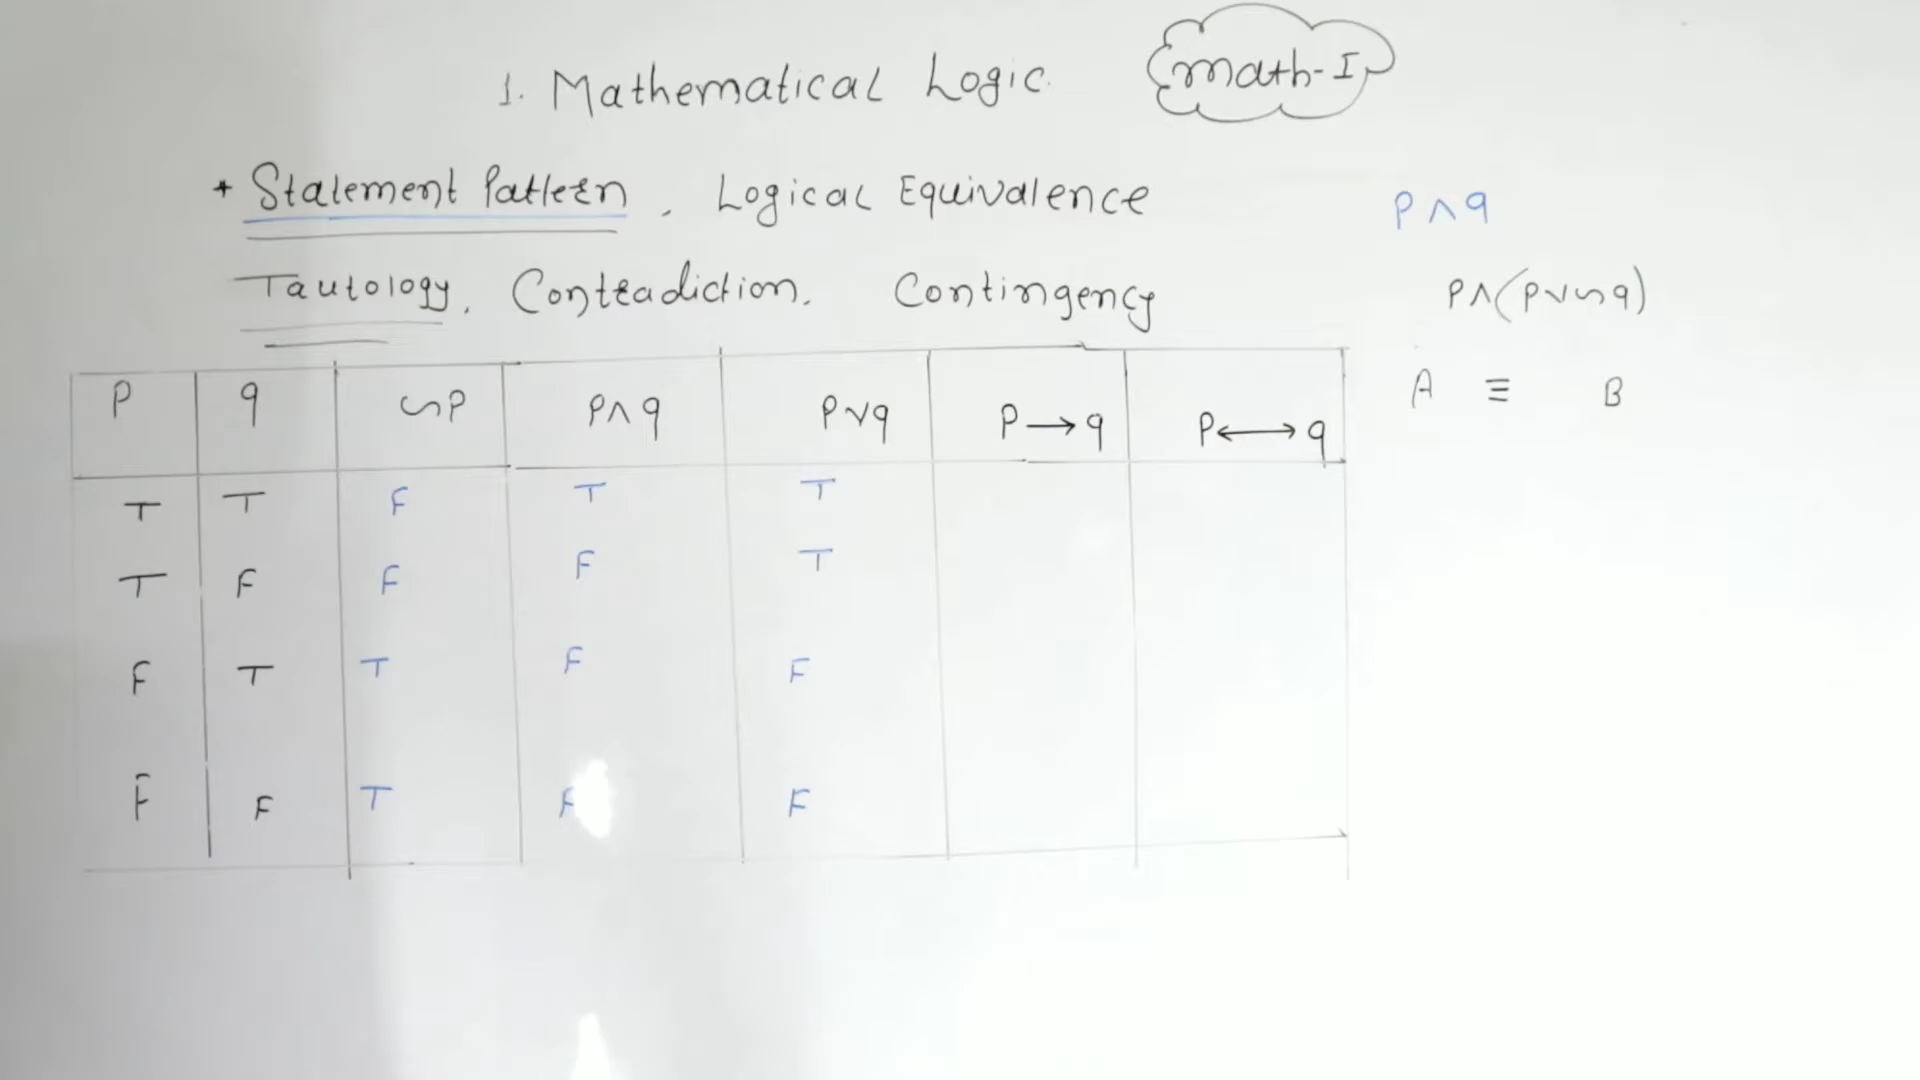 1. Mathematical Logic. Math-I
* Statement Pattern, Logical Equivalence
p∧q
Tautology, Contradiction, Contingency
p∧(p∨∼q)
A ≡ B
p q ∼p p∧q p∨q p→q p↔q
T T F T T
T F F F T
F T T F F
F F T F F